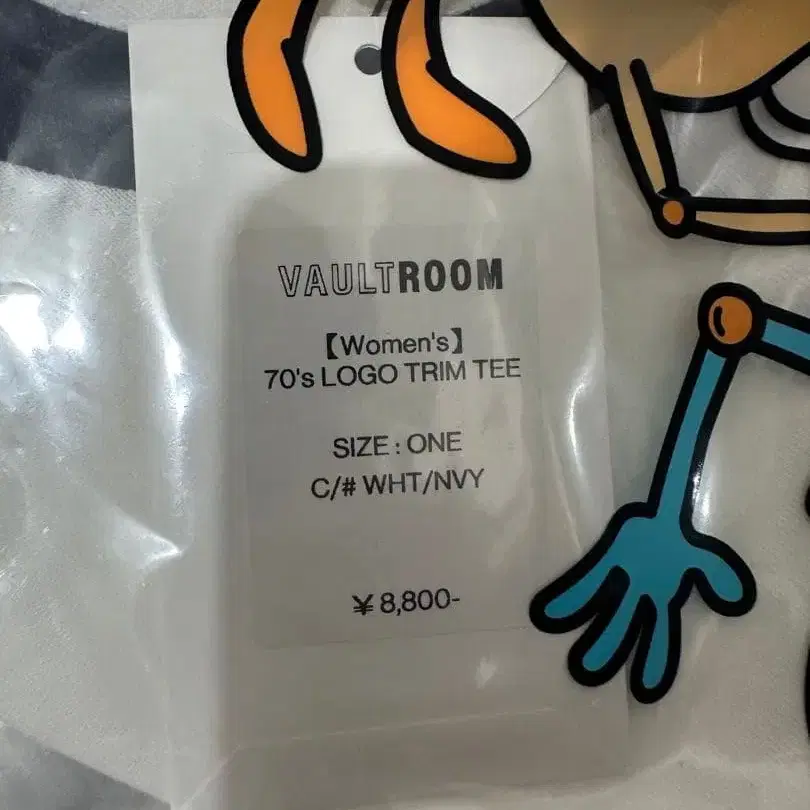 VAULTROOM
【Women's】
70's LOGO TRIM TEE
SIZE : ONE
C/# WHT/NVY
¥ 8,800-